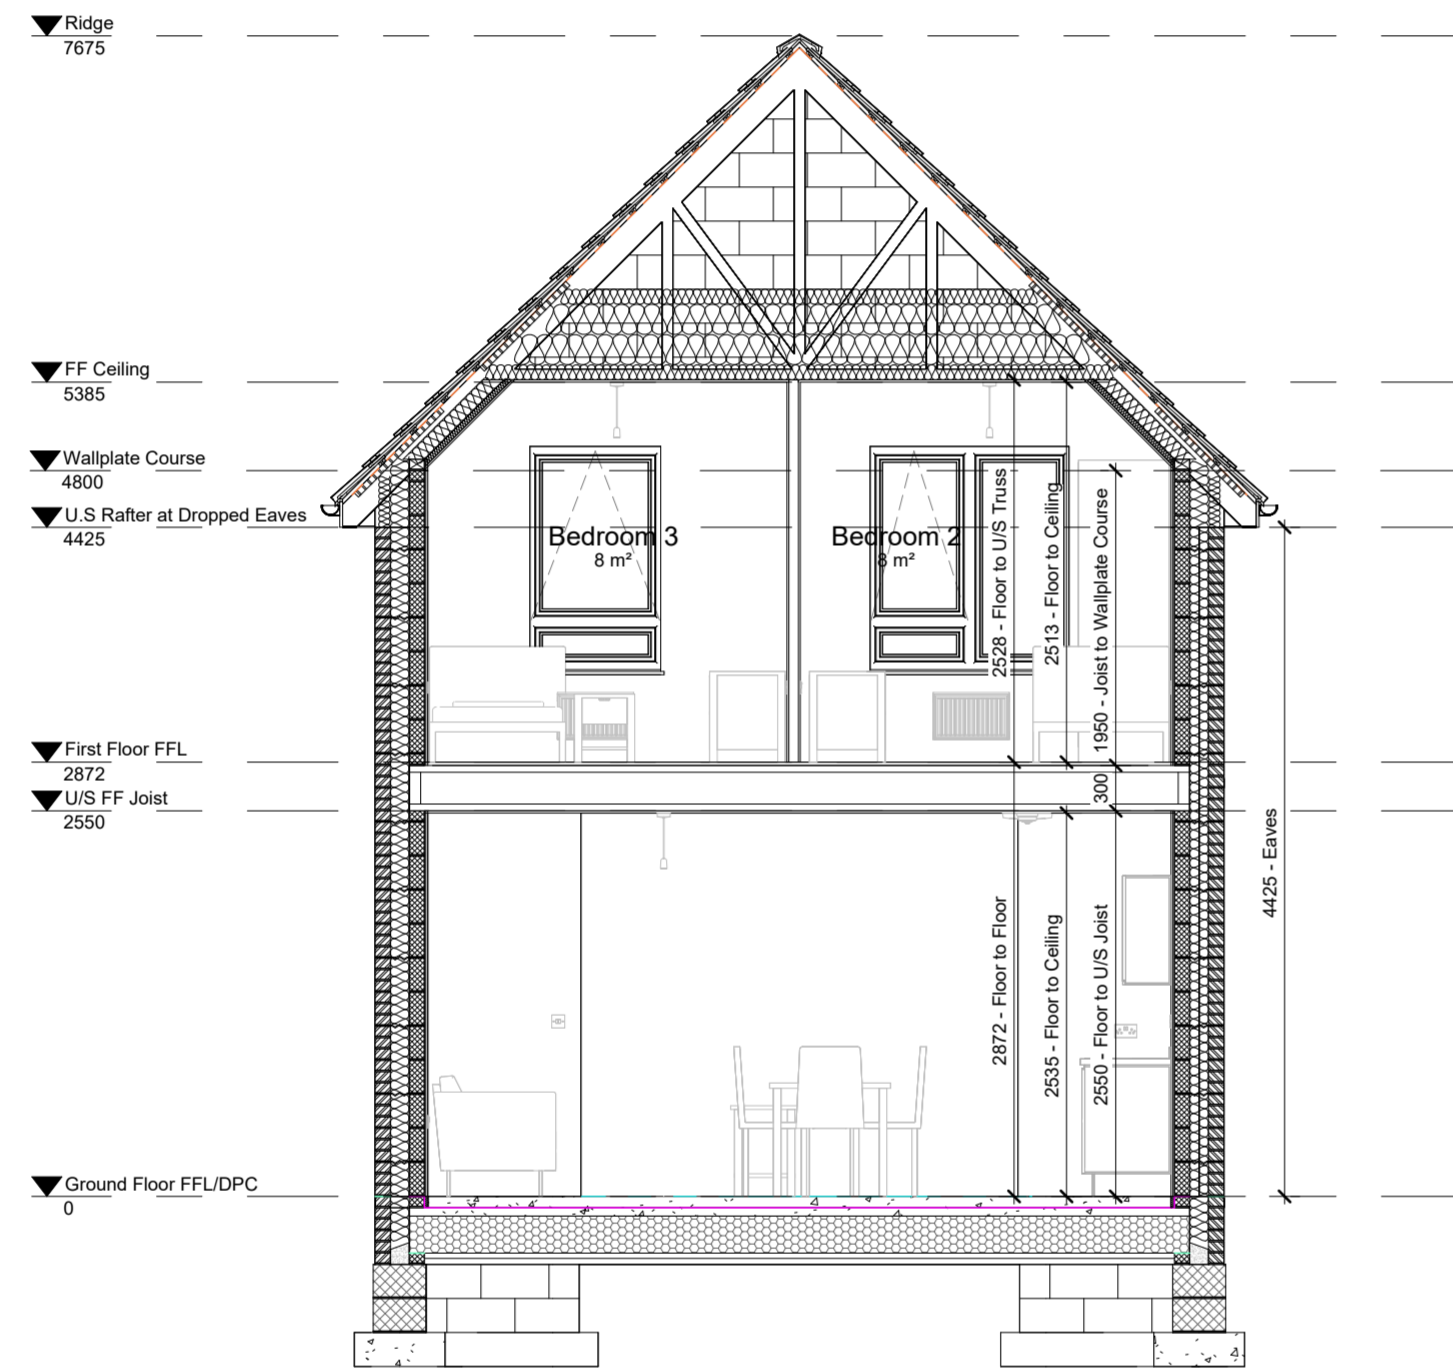 Ridge
7675
FF Ceiling
5385
Wallplate Course
4800
U.S Rafter at Dropped Eaves
4425
Bedroom 3
8 m²
Bedroom 2
8 m²
2528 - Floor to U/S Truss
2513 - Floor to Ceiling
1950 - Joist to Wallplate Course
First Floor FFL
2872
U/S FF Joist
2550
300
4425 - Eaves
2872 - Floor to Floor
2535 - Floor to Ceiling
2550 - Floor to U/S Joist
Ground Floor FFL/DPC
0